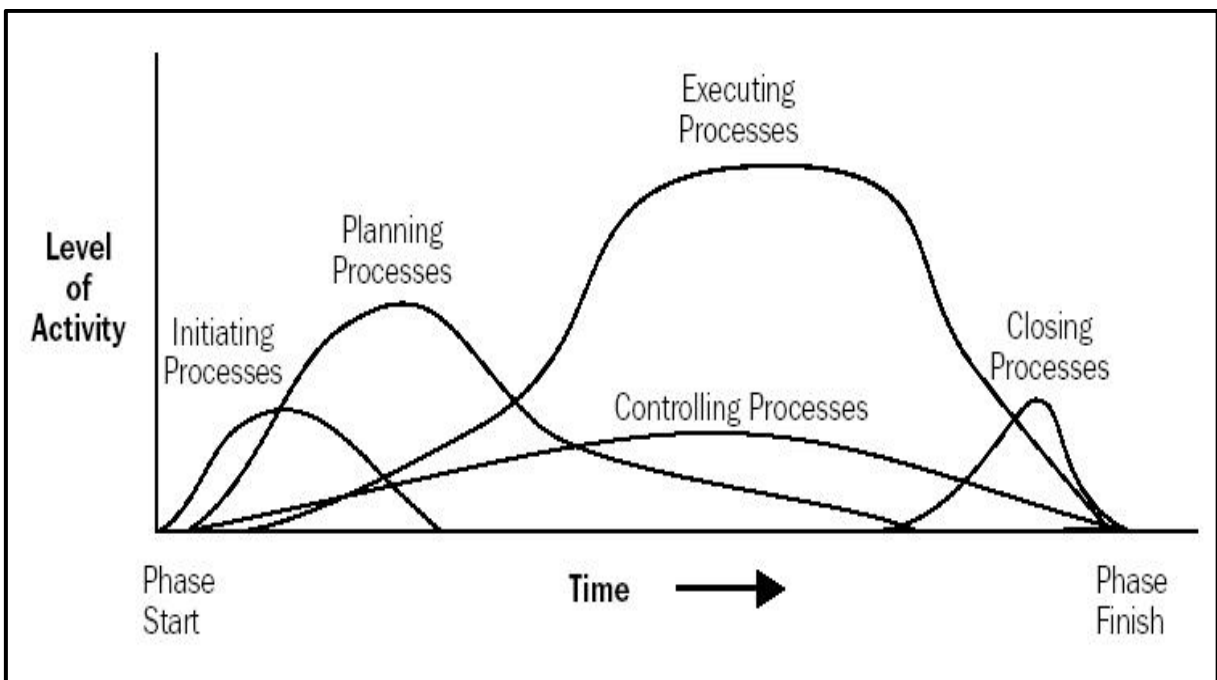 Executing
Processes
Planning
Processes
Level
of
Activity
Initiating
Processes
Closing
Processes
Controlling Processes
Phase
Start
Time
Phase
Finish